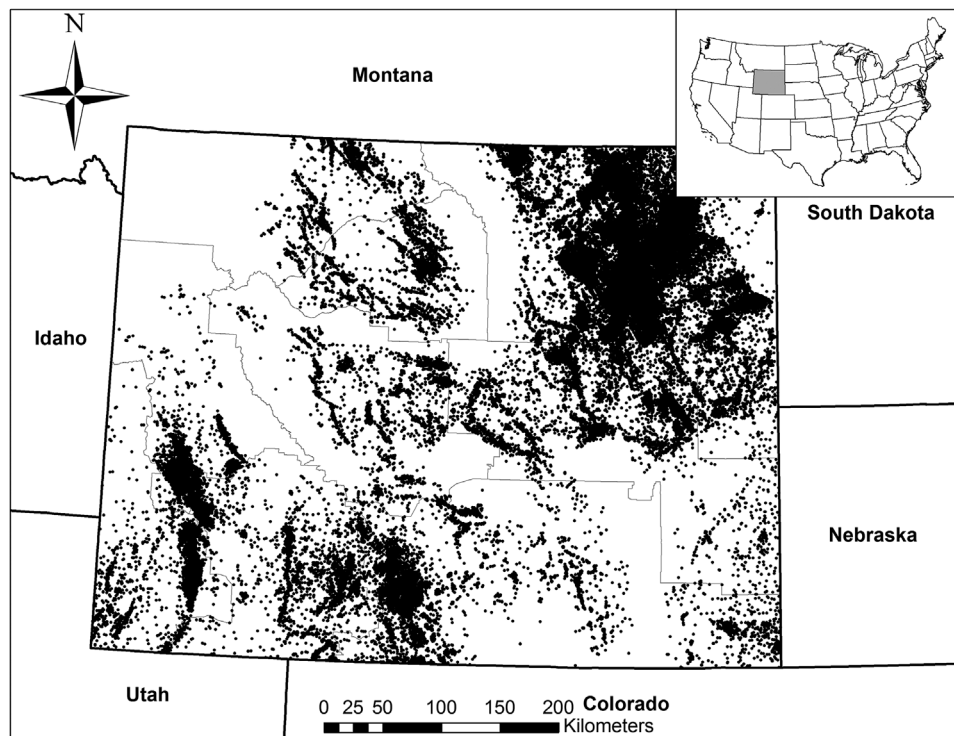 N
Montana
South Dakota
Idaho
Nebraska
Utah
Colorado
0 25 50 100 150 200
Kilometers